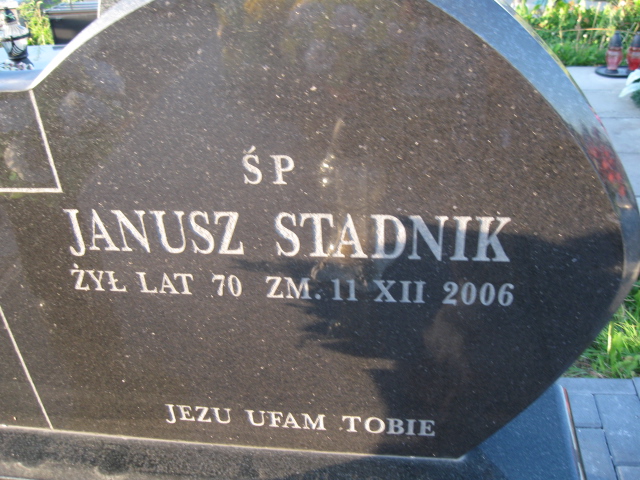 ŚP
JANUSZ STADNIK
ŻYŁ LAT 70 ZM. 11 XII 2006
JEZU UFAM TOBIE